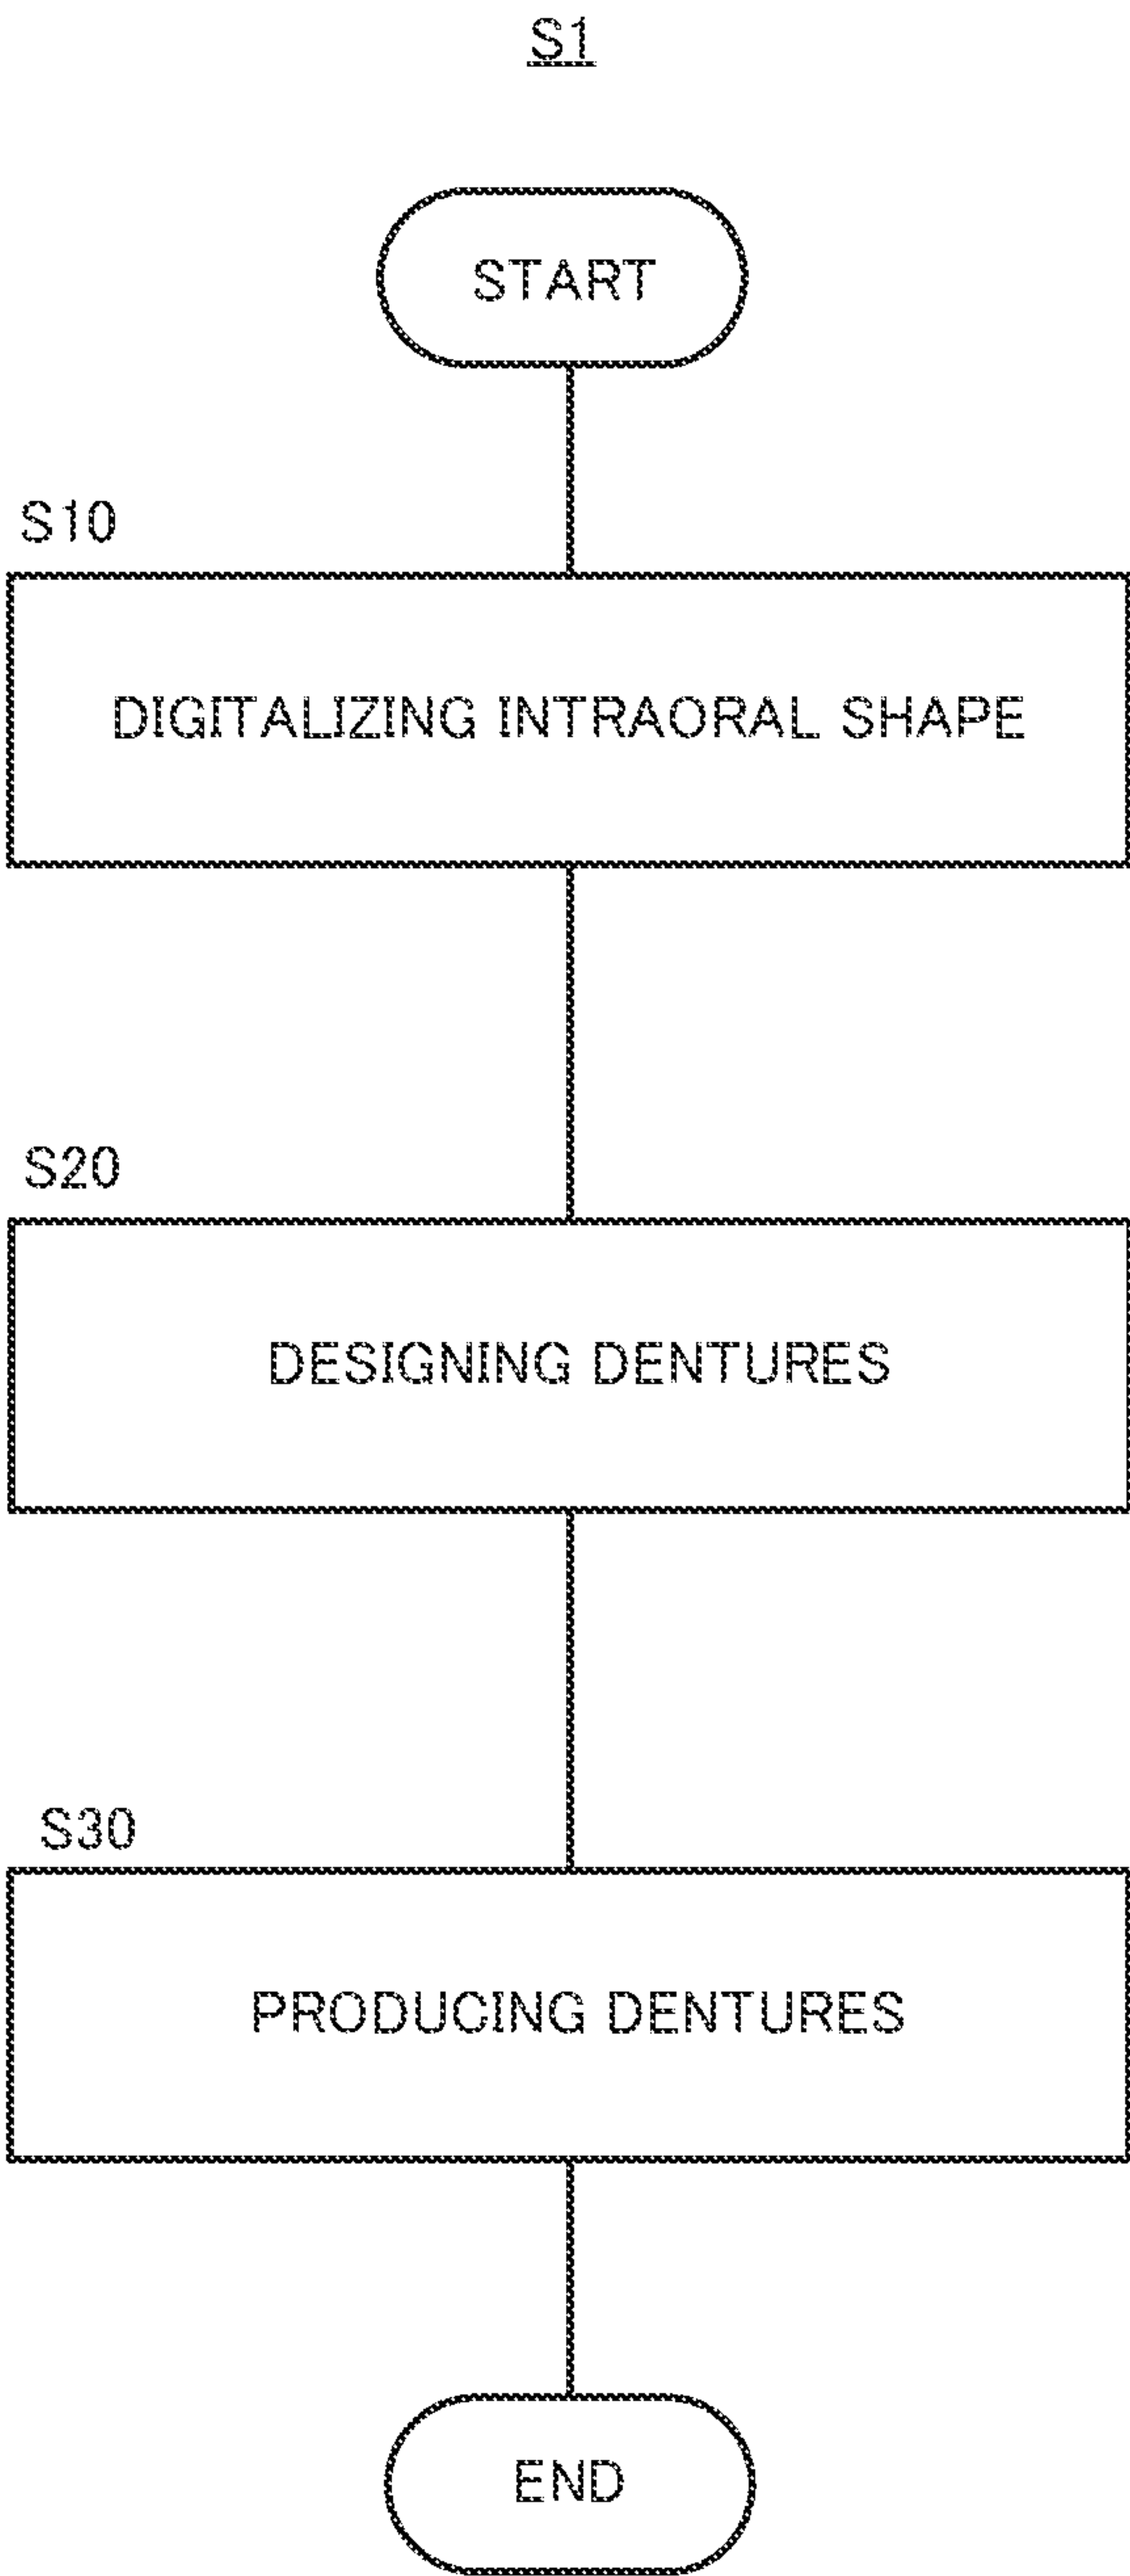 S1
START
S10
DIGITALIZING INTRAORAL SHAPE
S20
DESIGNING DENTURES
S30
PRODUCING DENTURES
END